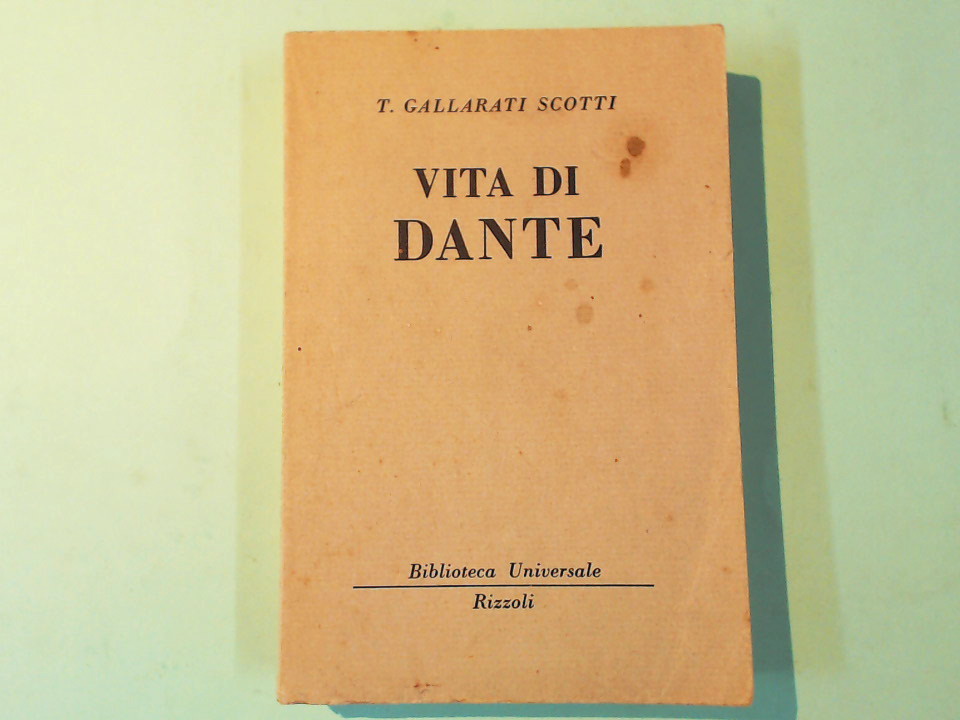 T. GALLARATI SCOTTI
VITA DI
DANTE
Biblioteca Universale
Rizzoli